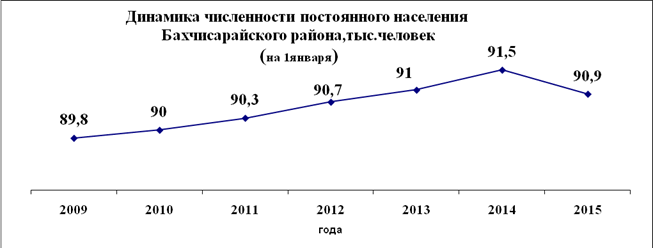 Динамика численности постоянного населения
Бахчисарайского района,тыс.человек
(на 1января)
89,8 90 90,3 90,7 91 91,5 90,9
2009 2010 2011 2012 2013 2014 2015
года